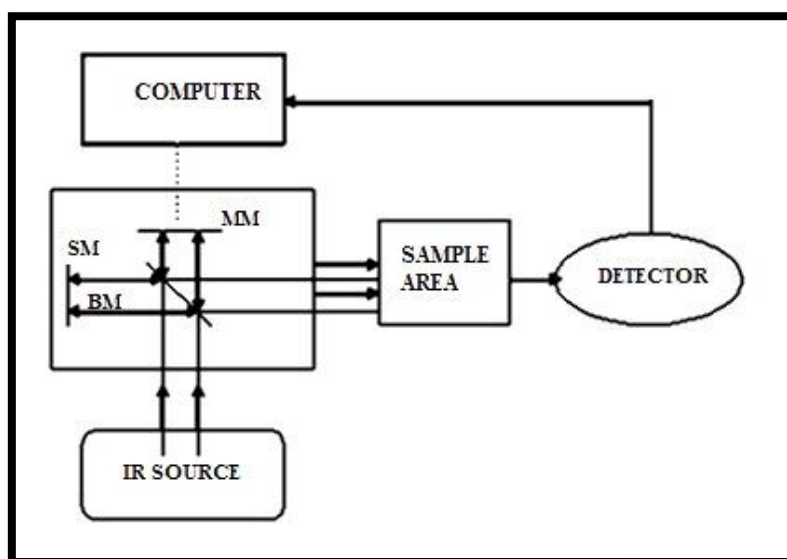 COMPUTER
MM
SM
BM
SAMPLE
AREA
DETECTOR
IR SOURCE